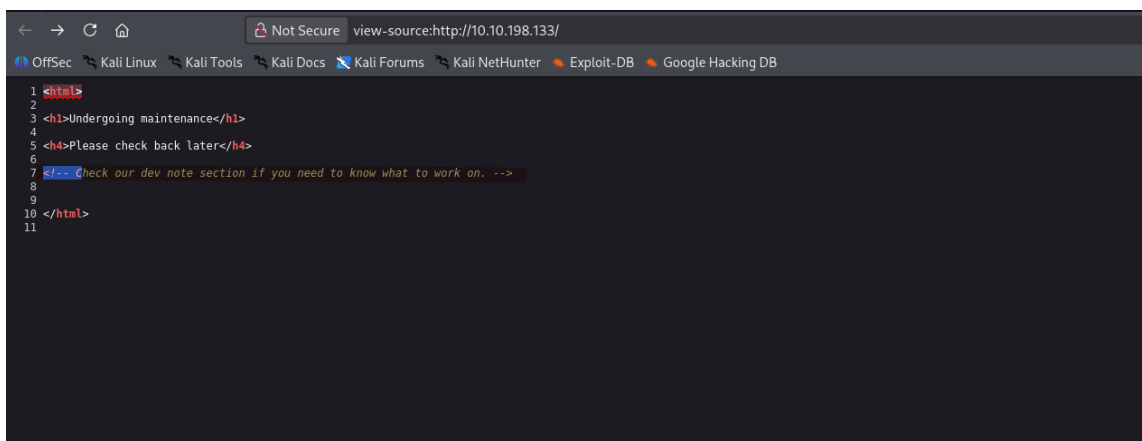 Not Secure view-source:http://10.10.198.133/
OffSec Kali Linux Kali Tools Kali Docs Kali Forums Kali NetHunter Exploit-DB Google Hacking DB
1 <html>
2
3 <h1>Undergoing maintenance</h1>
4
5 <h4>Please check back later</h4>
6
7 <!-- Check our dev note section if you need to know what to work on. -->
8
9
10 </html>
11